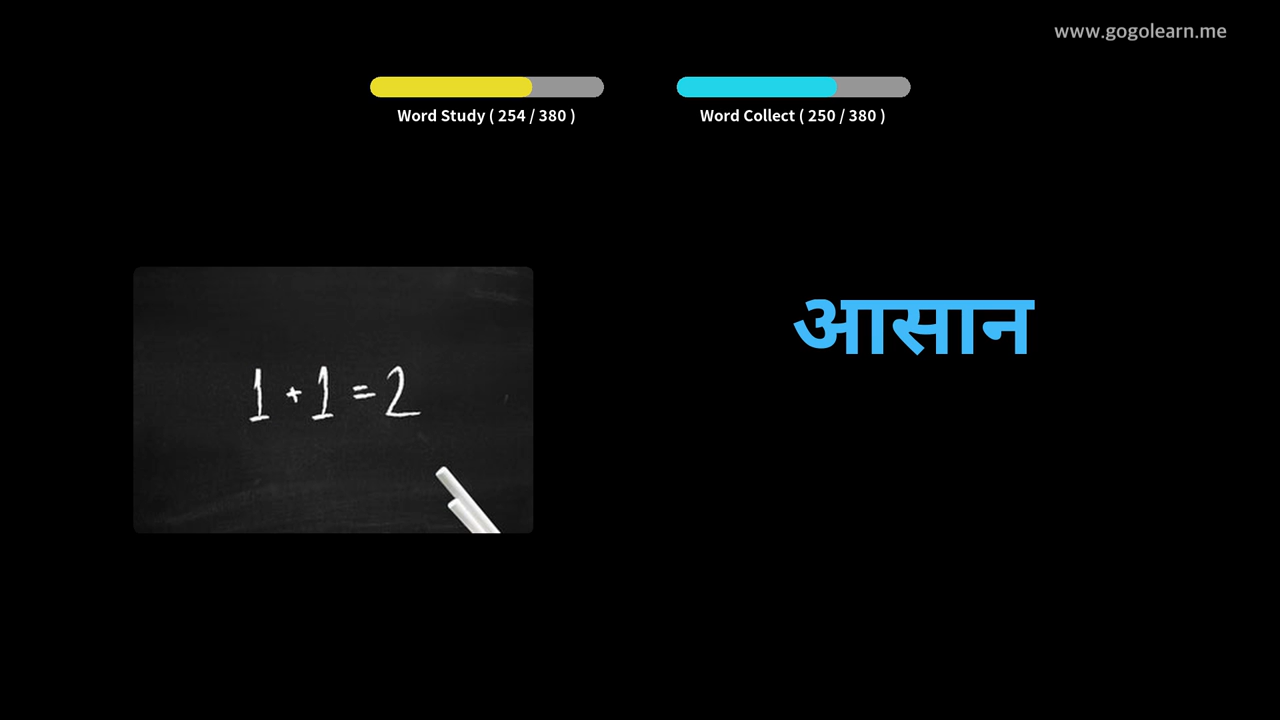 www.gogolearn.me
Word Study ( 254 / 380 )
Word Collect ( 250 / 380 )
1 + 1 = 2
आसान